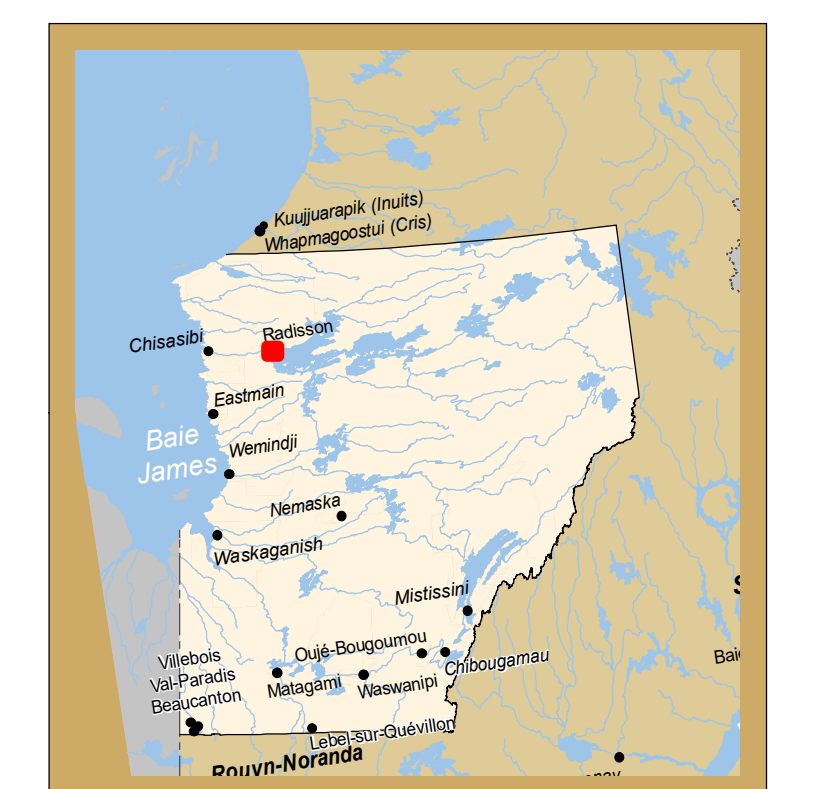 Kuujjuarapik (Inuits)
Whapmagoostui (Cris)
Radisson
Chisasibi
Eastmain
Baie
James
Wemindji
Nemaska
Waskaganish
Mistissini
Oujé-Bougoumou
Chibougamau
Villebois
Val-Paradis
Beaucanton
Matagami
Waswanipi
Baie
Lebel-sur-Quévillon
Rouyn-Noranda